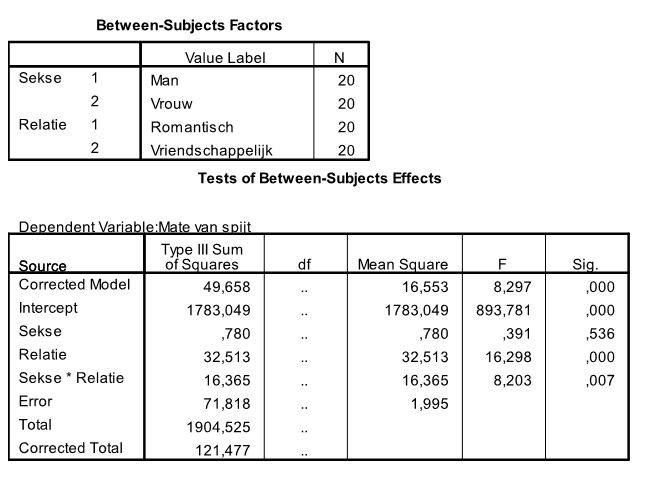 Between-Subjects Factors
Value Label N
Sekse 1 Man 20
2 Vrouw 20
Relatie 1 Romantisch 20
2 Vriendschappelijk 20
Tests of Between-Subjects Effects
Dependent Variable:Mate van spijt
Source Type III Sum of Squares df Mean Square F Sig.
Corrected Model 49,658 .. 16,553 8,297 ,000
Intercept 1783,049 .. 1783,049 893,781 ,000
Sekse ,780 .. ,780 ,391 ,536
Relatie 32,513 .. 32,513 16,298 ,000
Sekse * Relatie 16,365 .. 16,365 8,203 ,007
Error 71,818 .. 1,995
Total 1904,525 ..
Corrected Total 121,477 ..